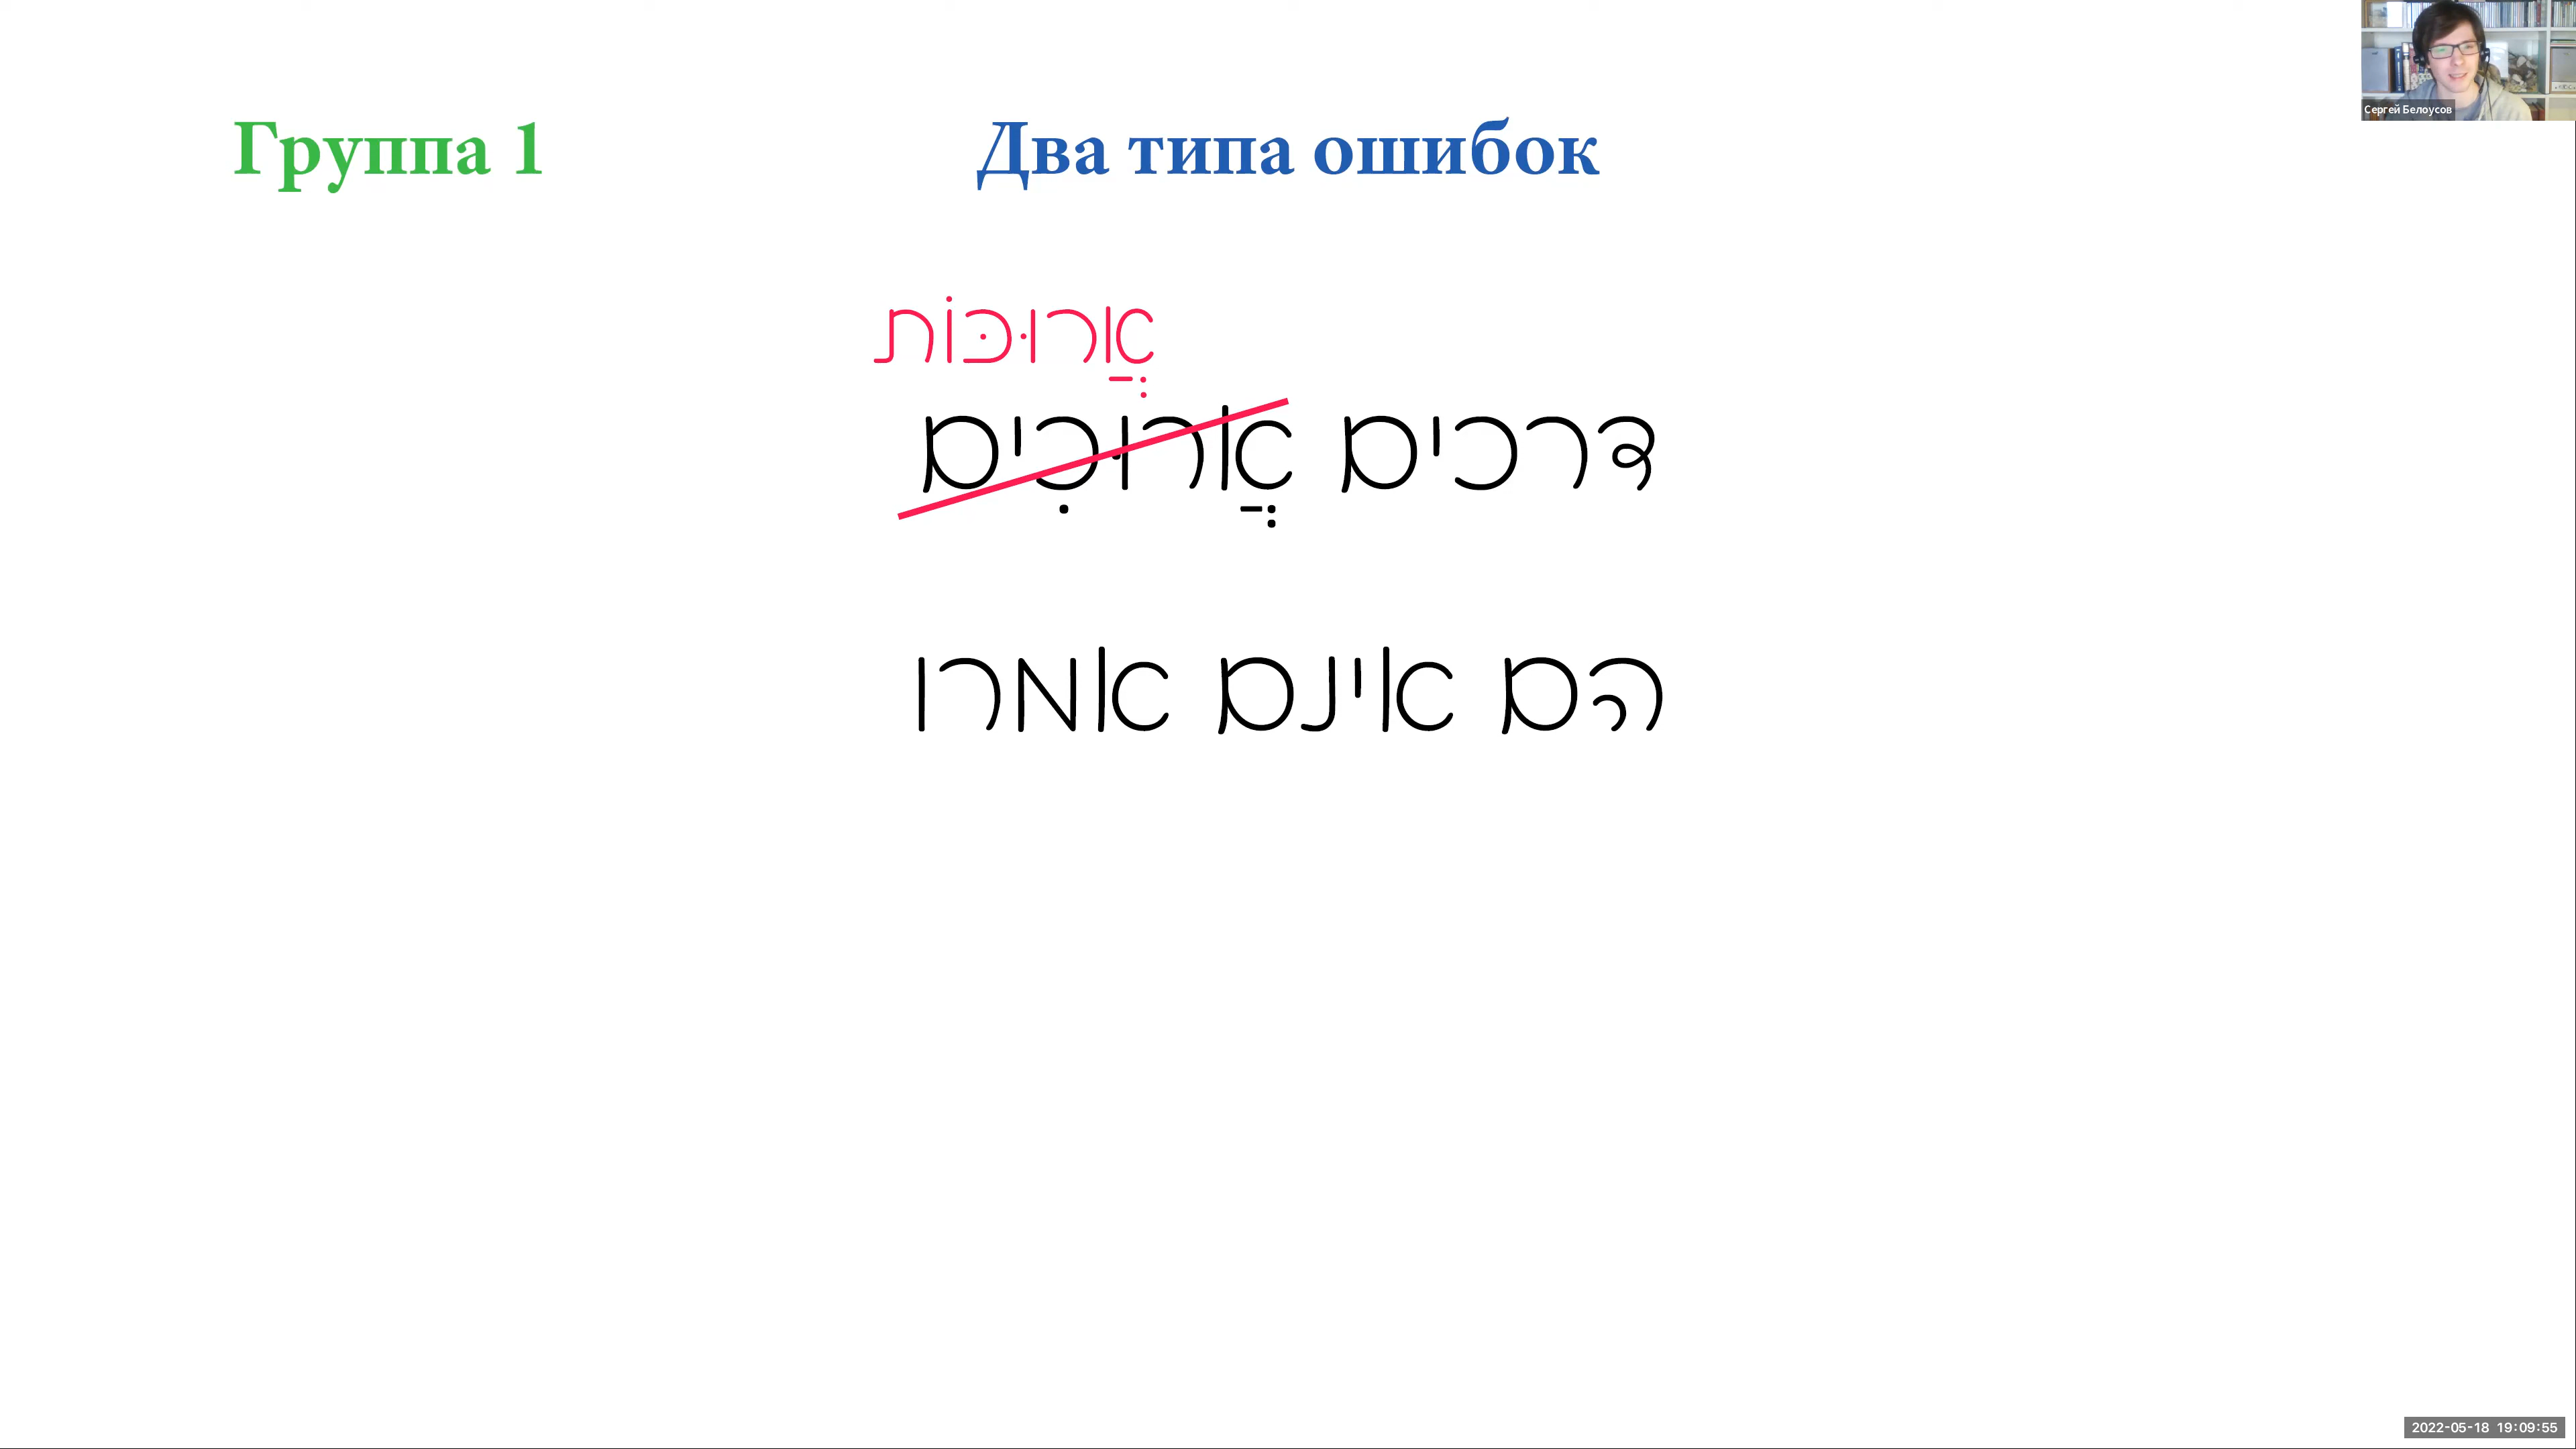 Группа 1
Два типа ошибок
Сергей Белоусов
אֲרוּכּוֹת
דרכים אֲרוּכִים
הם אינם אמרו
2022-05-18 19:09:55